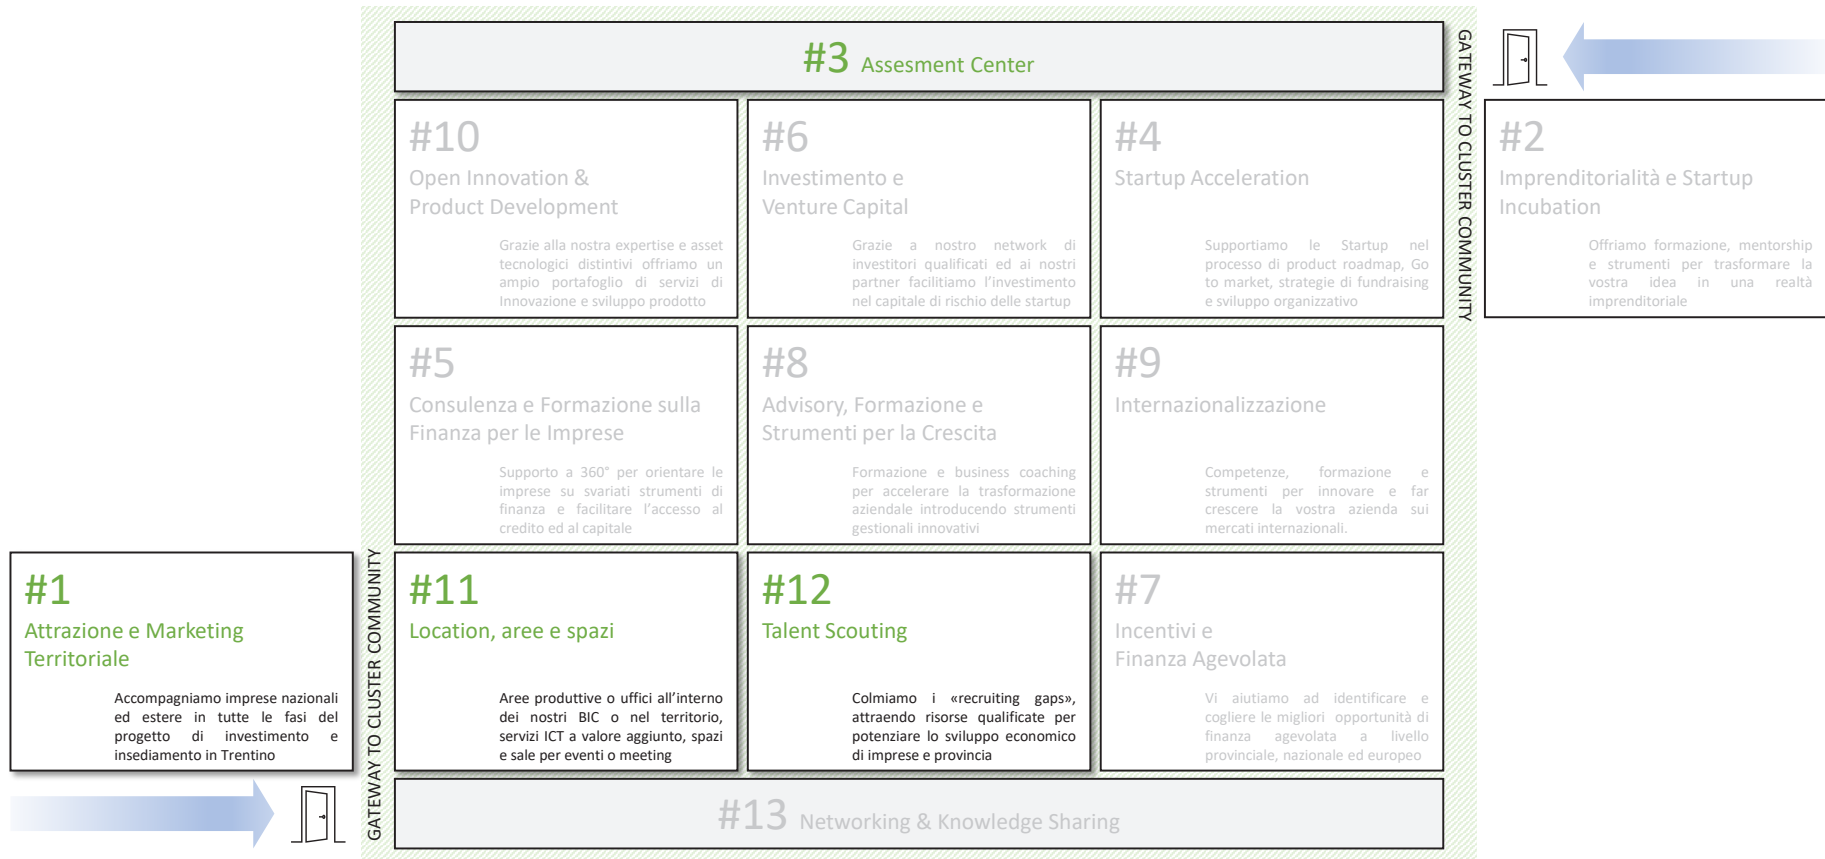 #3 Assesment Center
GATEWAY TO CLUSTER COMMUNITY
#10
Open Innovation &
Product Development
Grazie alla nostra expertise e asset
tecnologici distintivi offriamo un
ampio portafoglio di servizi di
Innovazione e sviluppo prodotto
#6
Investimento e
Venture Capital
Grazie a nostro network di
investitori qualificati ed ai nostri
partner facilitiamo l'investimento
nel capitale di rischio delle startup
#4
Startup Acceleration
Supportiamo le Startup nel
processo di product roadmap, Go
to market, strategie di fundraising
e sviluppo organizzativo
#2
Imprenditorialità e Startup
Incubation
Offriamo formazione, mentorship
e strumenti per trasformare la
vostra idea in una realtà
imprenditoriale
#5
Consulenza e Formazione sulla
Finanza per le Imprese
Supporto a 360° per orientare le
imprese su svariati strumenti di
finanza e facilitare l'accesso al
credito ed al capitale
#8
Advisory, Formazione e
Strumenti per la Crescita
Formazione e business coaching
per accelerare la trasformazione
aziendale introducendo strumenti
gestionali innovativi
#9
Internazionalizzazione
Competenze, formazione e
strumenti per innovare e far
crescere la vostra azienda sui
mercati internazionali.
#1
Attrazione e Marketing
Territoriale
Accompagniamo imprese nazionali
ed estere in tutte le fasi del
progetto di investimento e
insediamento in Trentino
GATEWAY TO CLUSTER COMMUNITY
#11
Location, aree e spazi
Aree produttive o uffici all'interno
dei nostri BIC o nel territorio,
servizi ICT a valore aggiunto, spazi
e sale per eventi o meeting
#12
Talent Scouting
Colmiamo i «recruiting gaps»,
attraendo risorse qualificate per
potenziare lo sviluppo economico
di imprese e provincia
#7
Incentivi e
Finanza Agevolata
Vi aiutiamo ad identificare e
cogliere le migliori opportunità di
finanza agevolata a livello
provinciale, nazionale ed europeo
#13 Networking & Knowledge Sharing